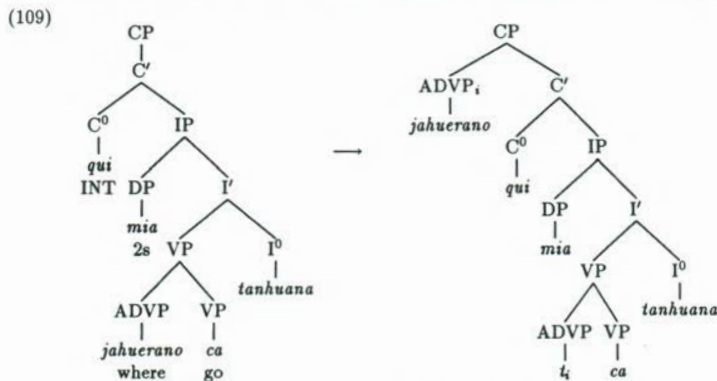 (109)
CP
C′
C⁰ IP
qui
INT DP I′
mia
2s VP I⁰
tanhuana
ADVP VP
jahuerano ca
where go
→
CP
ADVPᵢ C′
jahuerano
C⁰ IP
qui
DP I′
mia
VP I⁰
tanhuana
ADVP VP
tᵢ ca